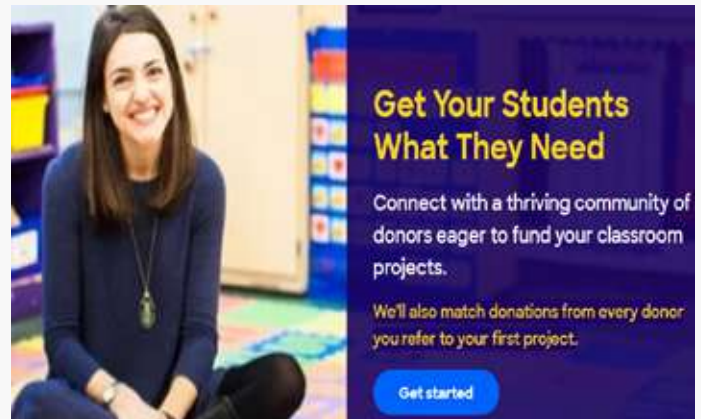 Get Your Students
What They Need
Connect with a thriving community of
donors eager to fund your classroom
projects.
We'll also match donations from every donor
you refer to your first project.
Get started